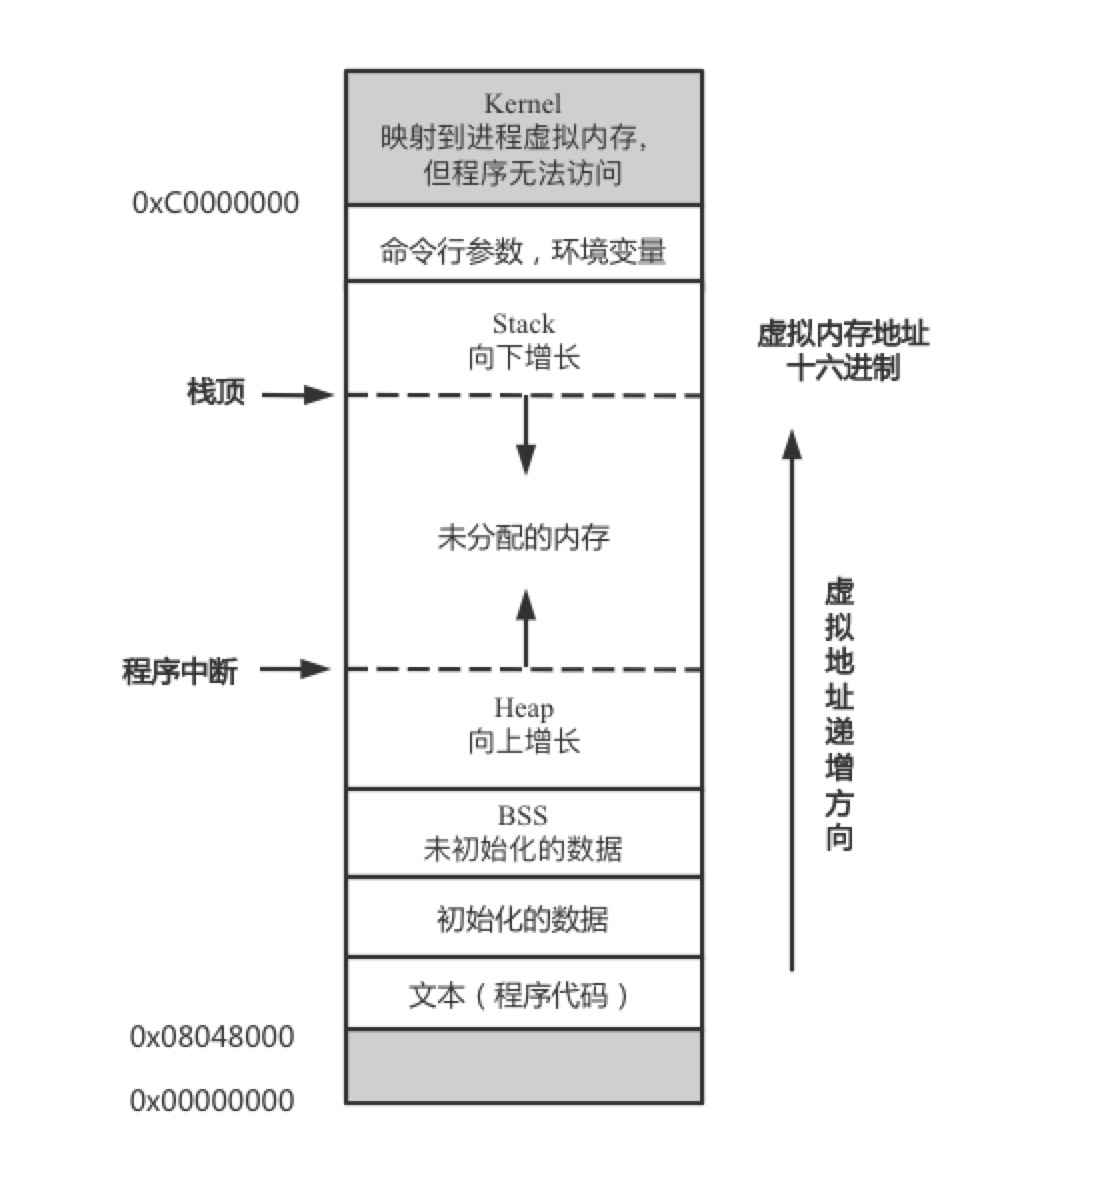 Kernel
映射到进程虚拟内存，
但程序无法访问
0xC0000000
命令行参数，环境变量
Stack
向下增长
虚拟内存地址
十六进制
栈顶
未分配的内存
程序中断
Heap
向上增长
虚拟地址递增方向
BSS
未初始化的数据
初始化的数据
文本（程序代码）
0x08048000
0x00000000